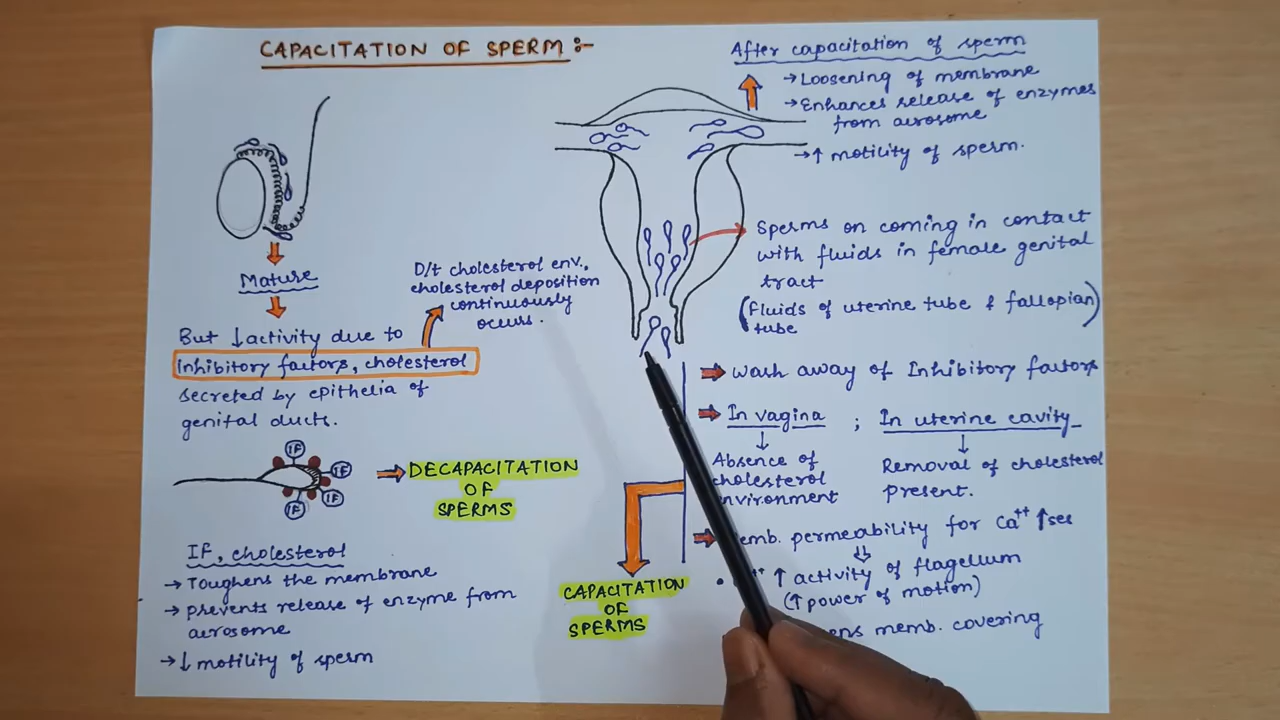 CAPACITATION OF SPERM :-
Mature
But ↓activity due to
inhibitory factors, cholesterol
secreted by epithelia of
genital ducts.
D/t cholesterol env.,
cholesterol deposition
continuously
occurs.
IF
IF
IF
IF
DECAPACITATION
OF
SPERMS
IF, cholesterol
→ Toughens the membrane
→ prevents release of enzyme from
acrosome
→ ↓ motility of sperm
After capacitation of sperm
→ Loosening of membrane
→ Enhances release of enzymes
from acrosome
→ ↑ motility of sperm.
Sperms on coming in contact
with fluids in female genital
tract
(fluids of uterine tube & fallopian)
tube
wash away of Inhibitory factors
In vagina ; In uterine cavity
Absence of
cholesterol
environment
Removal of cholesterol
present.
memb. permeability for Ca++ ↑ses
• ++ ↑ activity of flagellum
(↑ power of motion)
memb. covering
CAPACITATION
OF
SPERMS